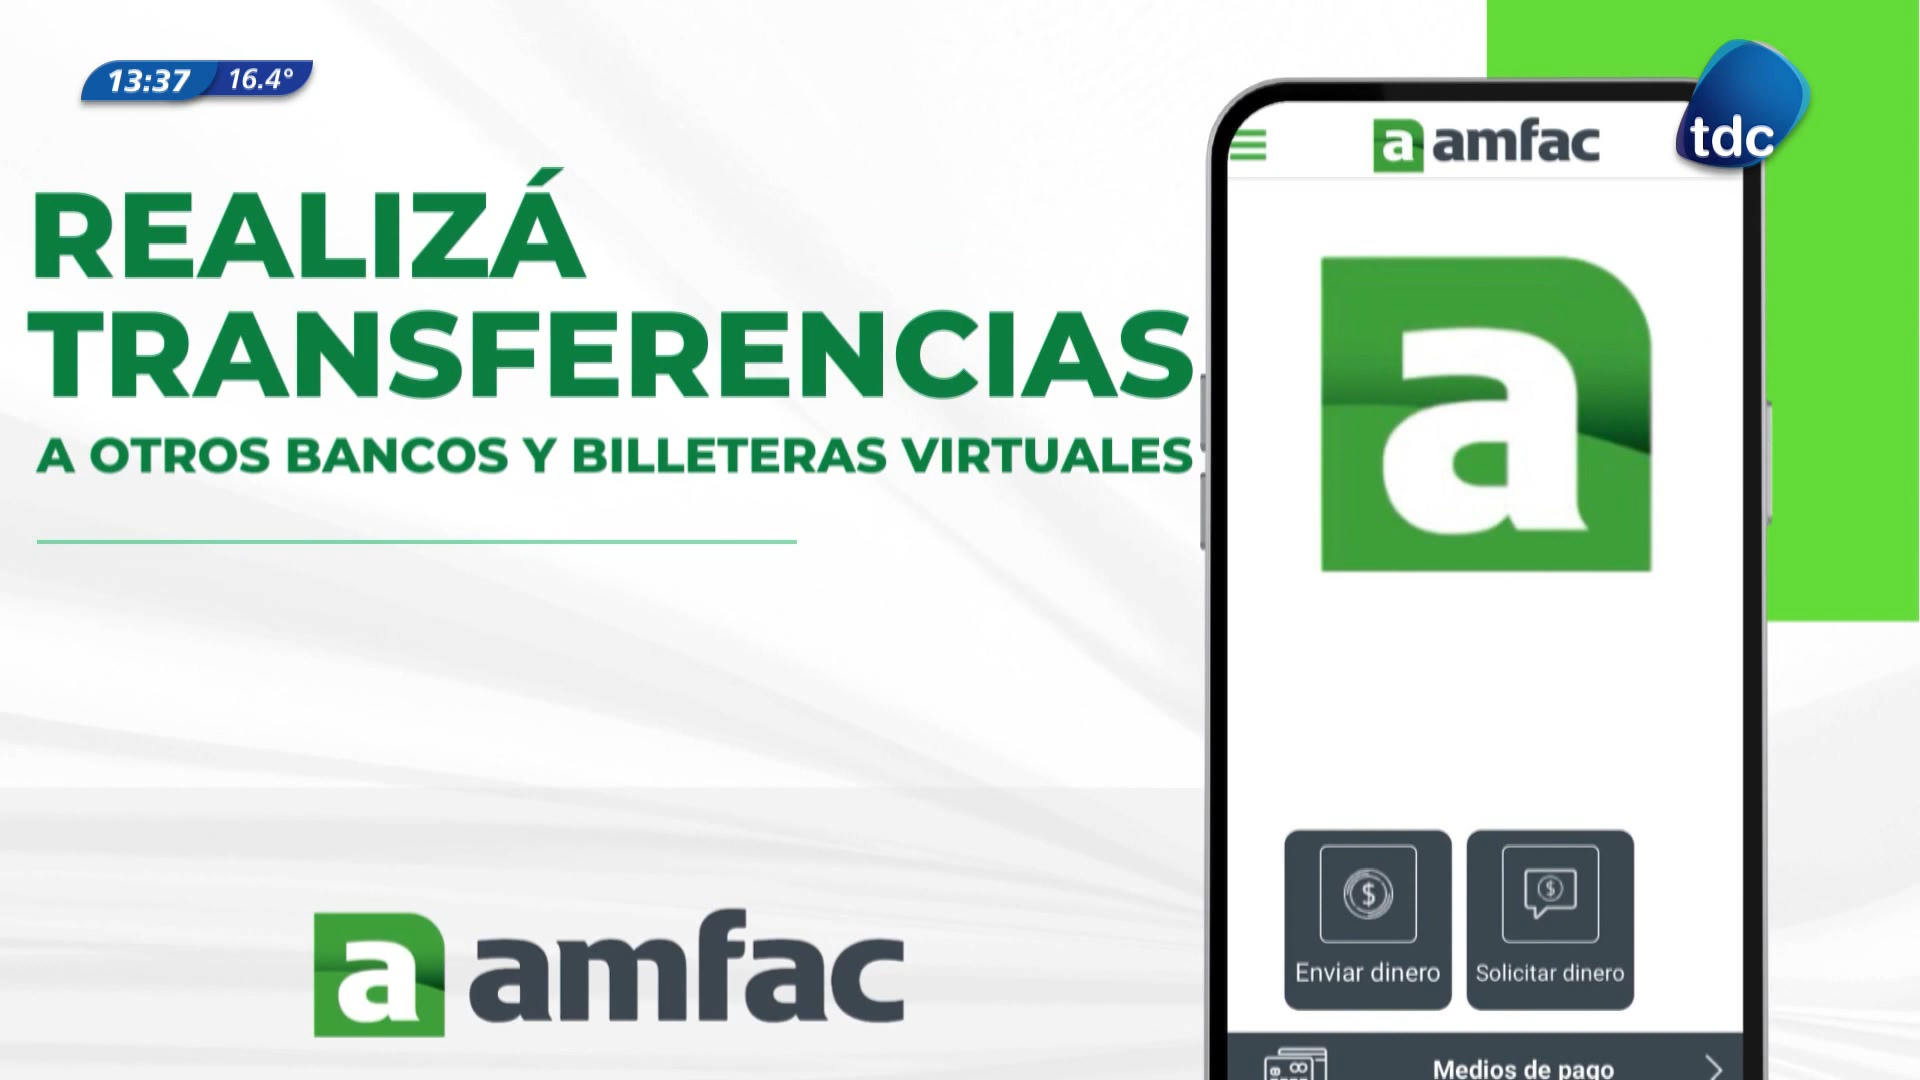 13:37 16.4°
tdc
REALIZÁ
TRANSFERENCIAS
A OTROS BANCOS Y BILLETERAS VIRTUALES
a amfac
a amfac
a
Enviar dinero
Solicitar dinero
Medios de pago